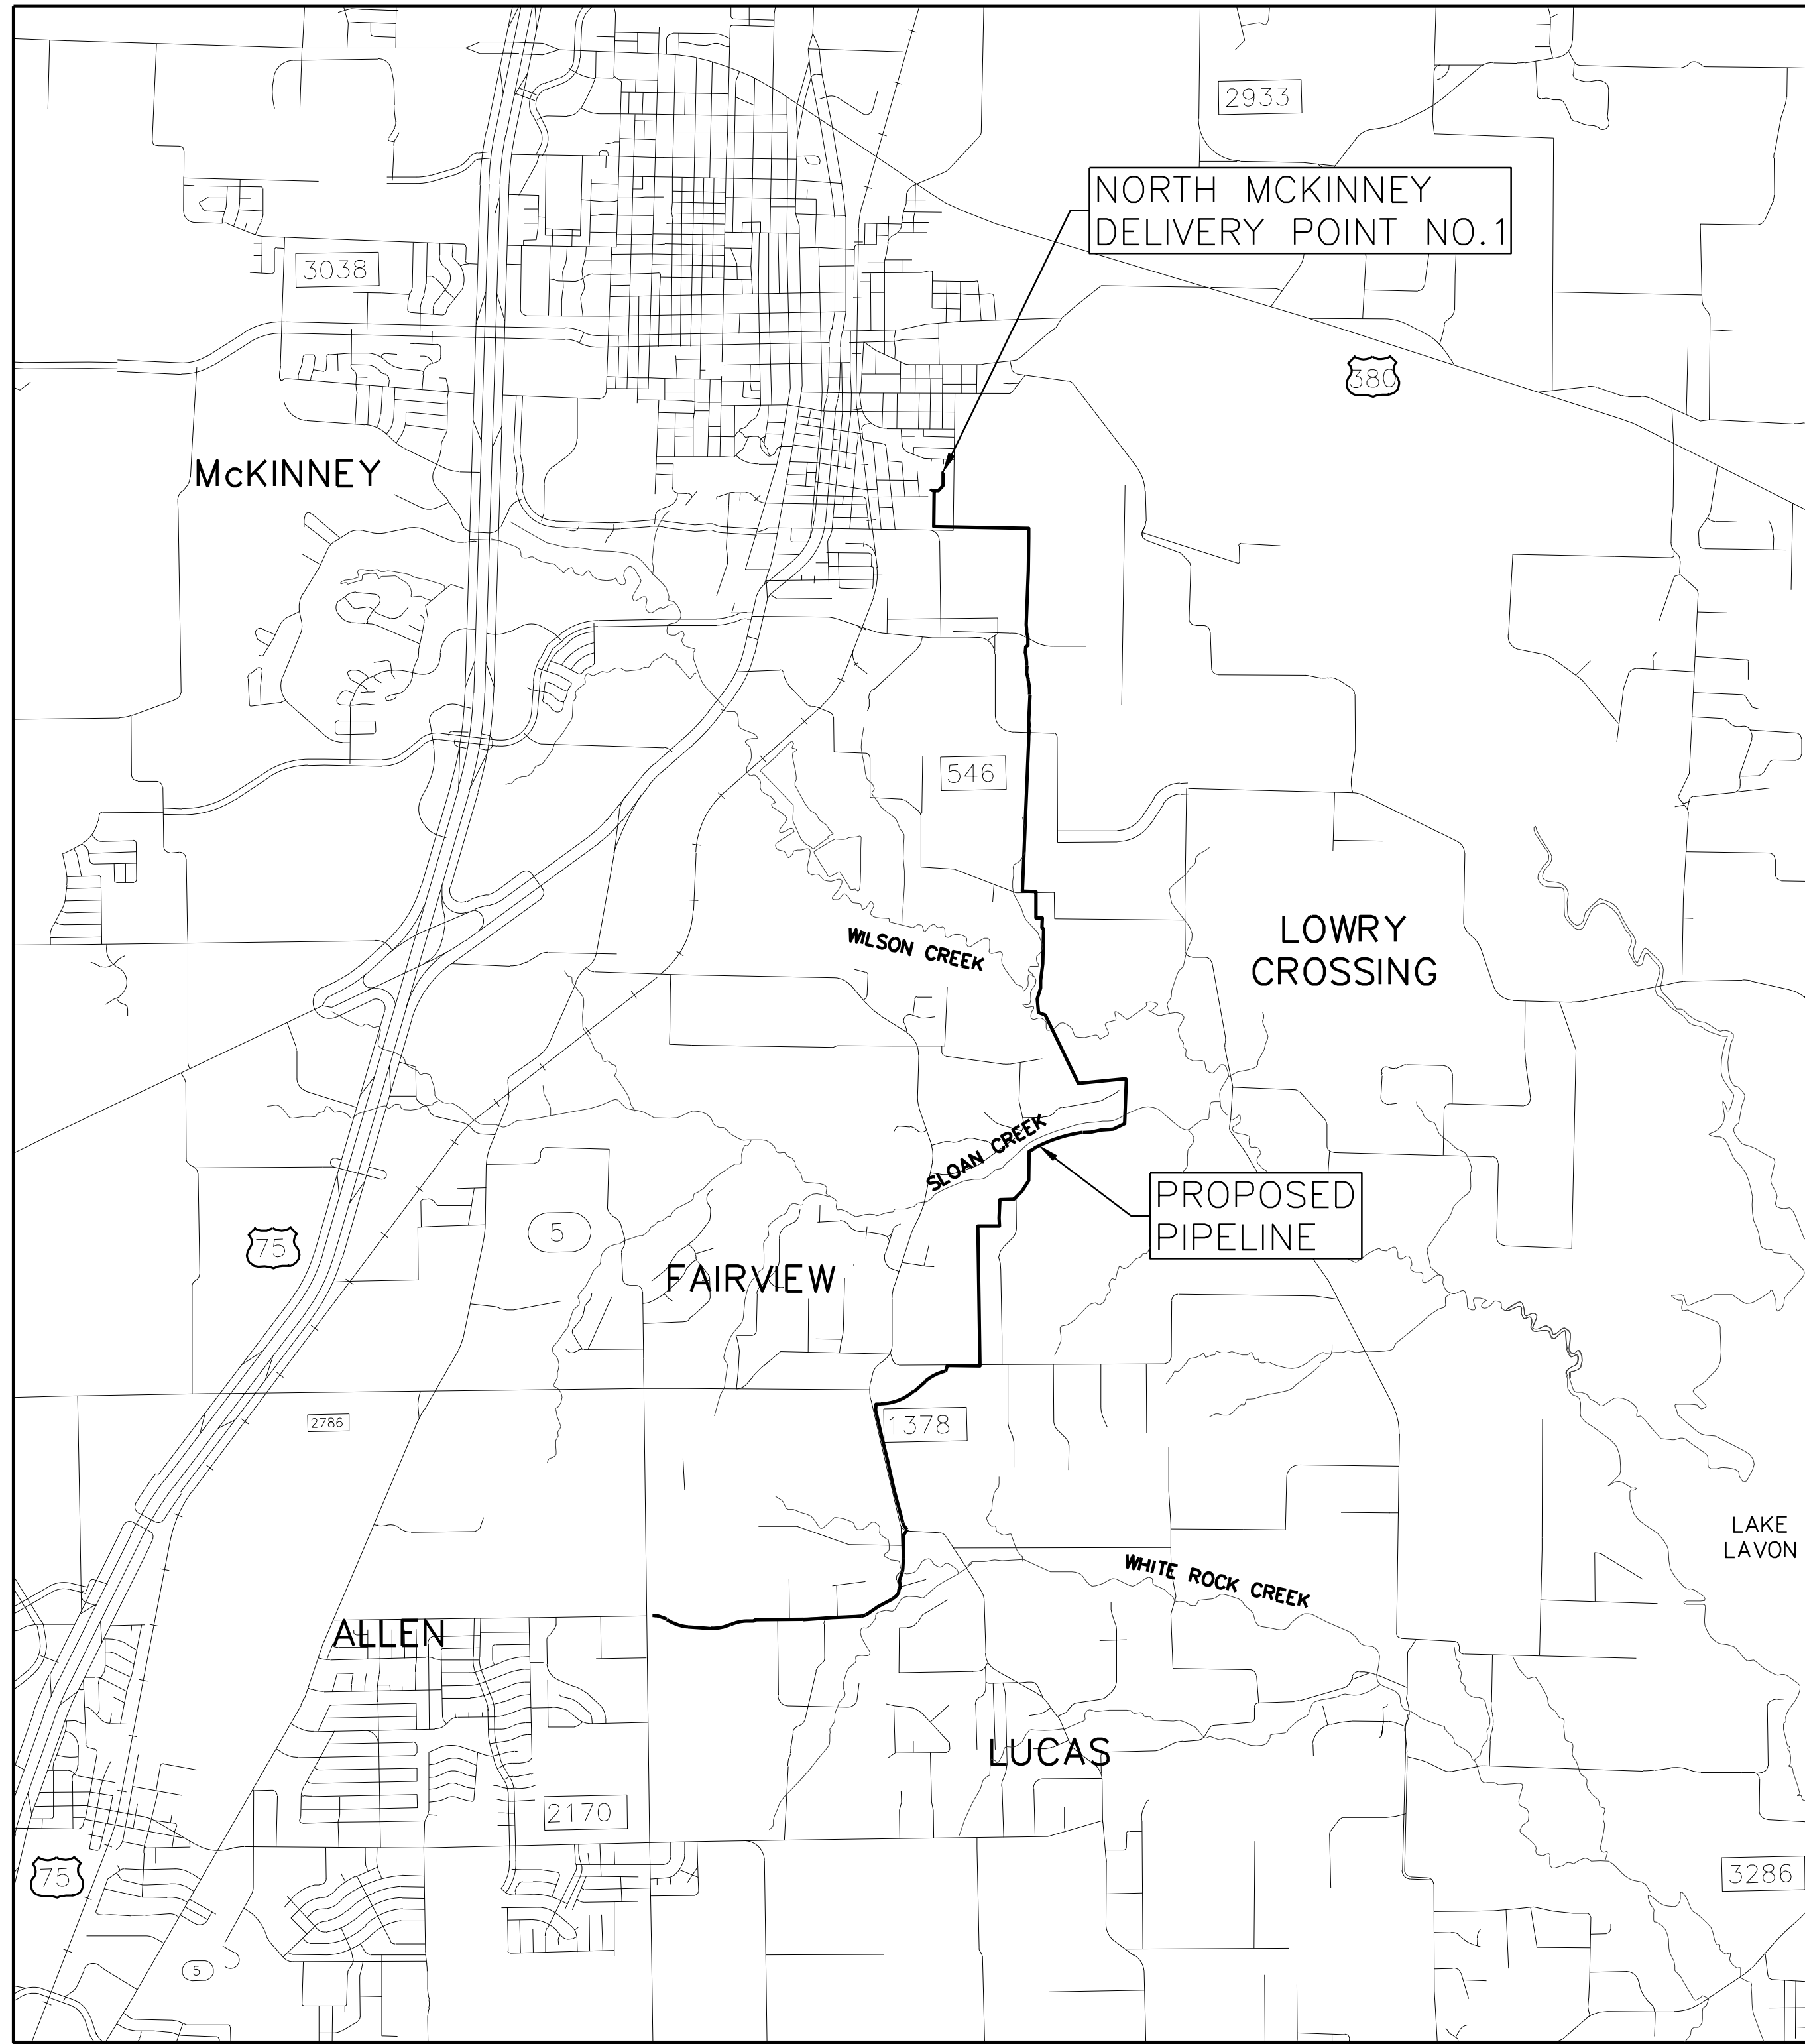 2933
NORTH MCKINNEY
DELIVERY POINT NO.1
3038
380
McKINNEY
546
LOWRY
CROSSING
WILSON CREEK
SLOAN CREEK
PROPOSED
PIPELINE
5
75
FAIRVIEW
2786
1378
LAKE
LAVON
WHITE ROCK CREEK
ALLEN
LUCAS
2170
75
3286
5